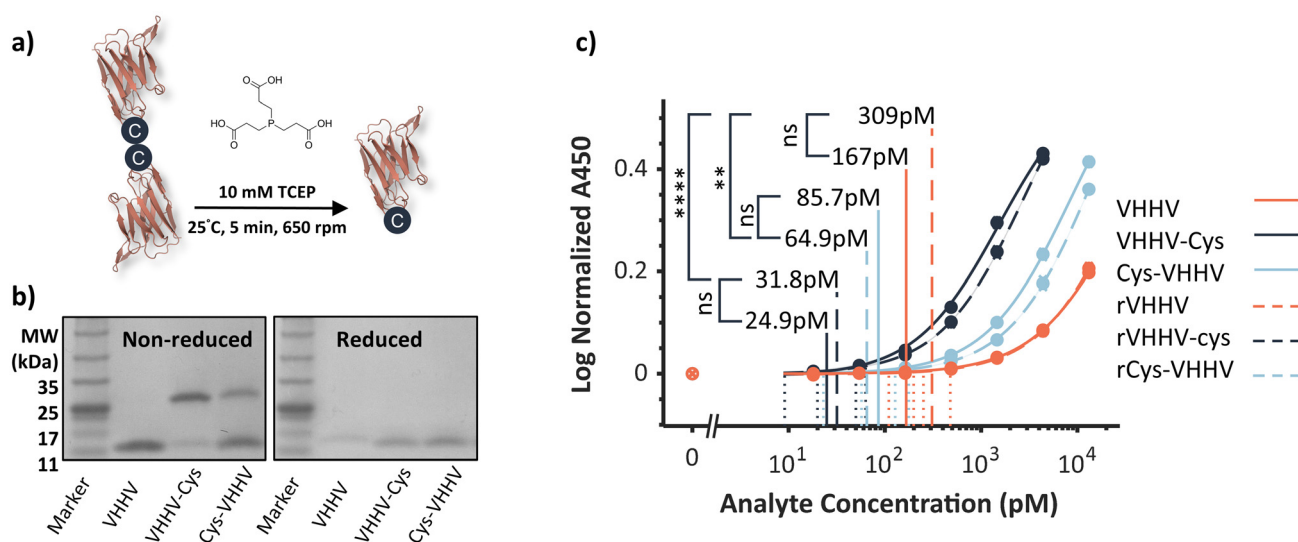 a)
C
C
O
OH
O
HO
P
OH
O
10 mM TCEP
25°C, 5 min, 650 rpm
C
b)
MW
(kDa)
35
25
17
11
Non-reduced
Reduced
Marker
VHHV
VHHV-Cys
Cys-VHHV
Marker
VHHV
VHHV-Cys
Cys-VHHV
c)
Log Normalized A450
0.4
0.2
0
****
**
ns
ns
ns
309pM
167pM
85.7pM
64.9pM
31.8pM
24.9pM
0
10¹
10²
10³
10⁴
Analyte Concentration (pM)
VHHV
VHHV-Cys
Cys-VHHV
rVHHV
rVHHV-cys
rCys-VHHV